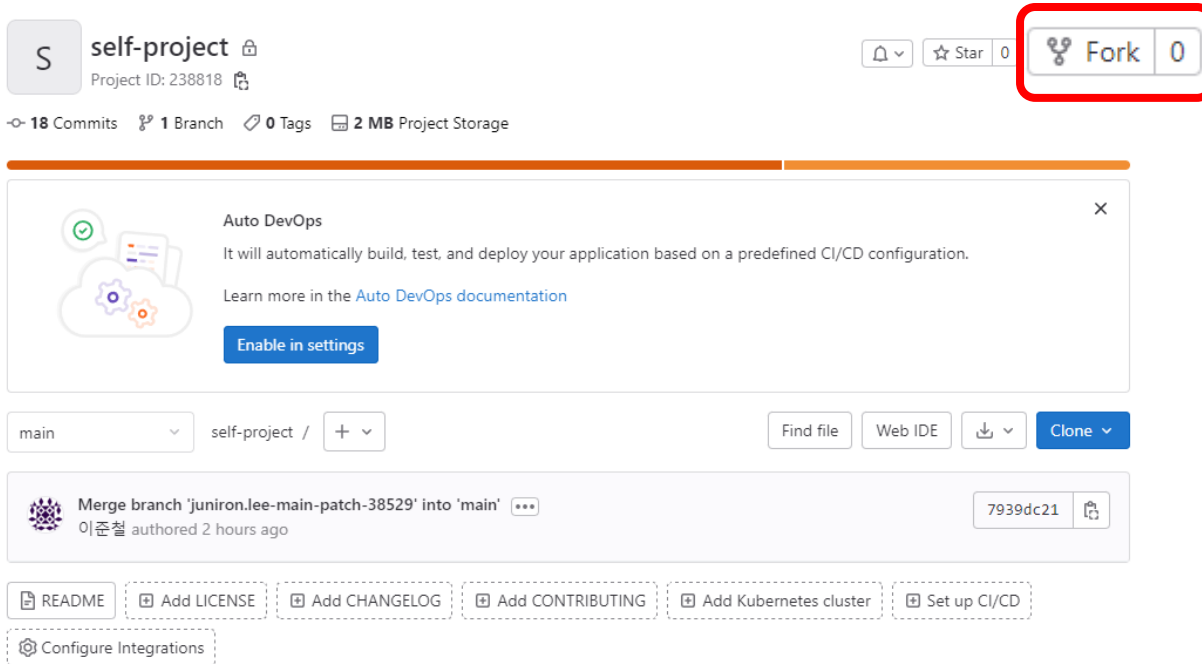 S
self-project
Project ID: 238818
Star 0
Fork 0
18 Commits 1 Branch 0 Tags 2 MB Project Storage
Auto DevOps
It will automatically build, test, and deploy your application based on a predefined CI/CD configuration.
Learn more in the Auto DevOps documentation
Enable in settings
main self-project / Find file Web IDE Clone
Merge branch 'juniron.lee-main-patch-38529' into 'main'
이준철 authored 2 hours ago
7939dc21
README Add LICENSE Add CHANGELOG Add CONTRIBUTING Add Kubernetes cluster Set up CI/CD
Configure Integrations